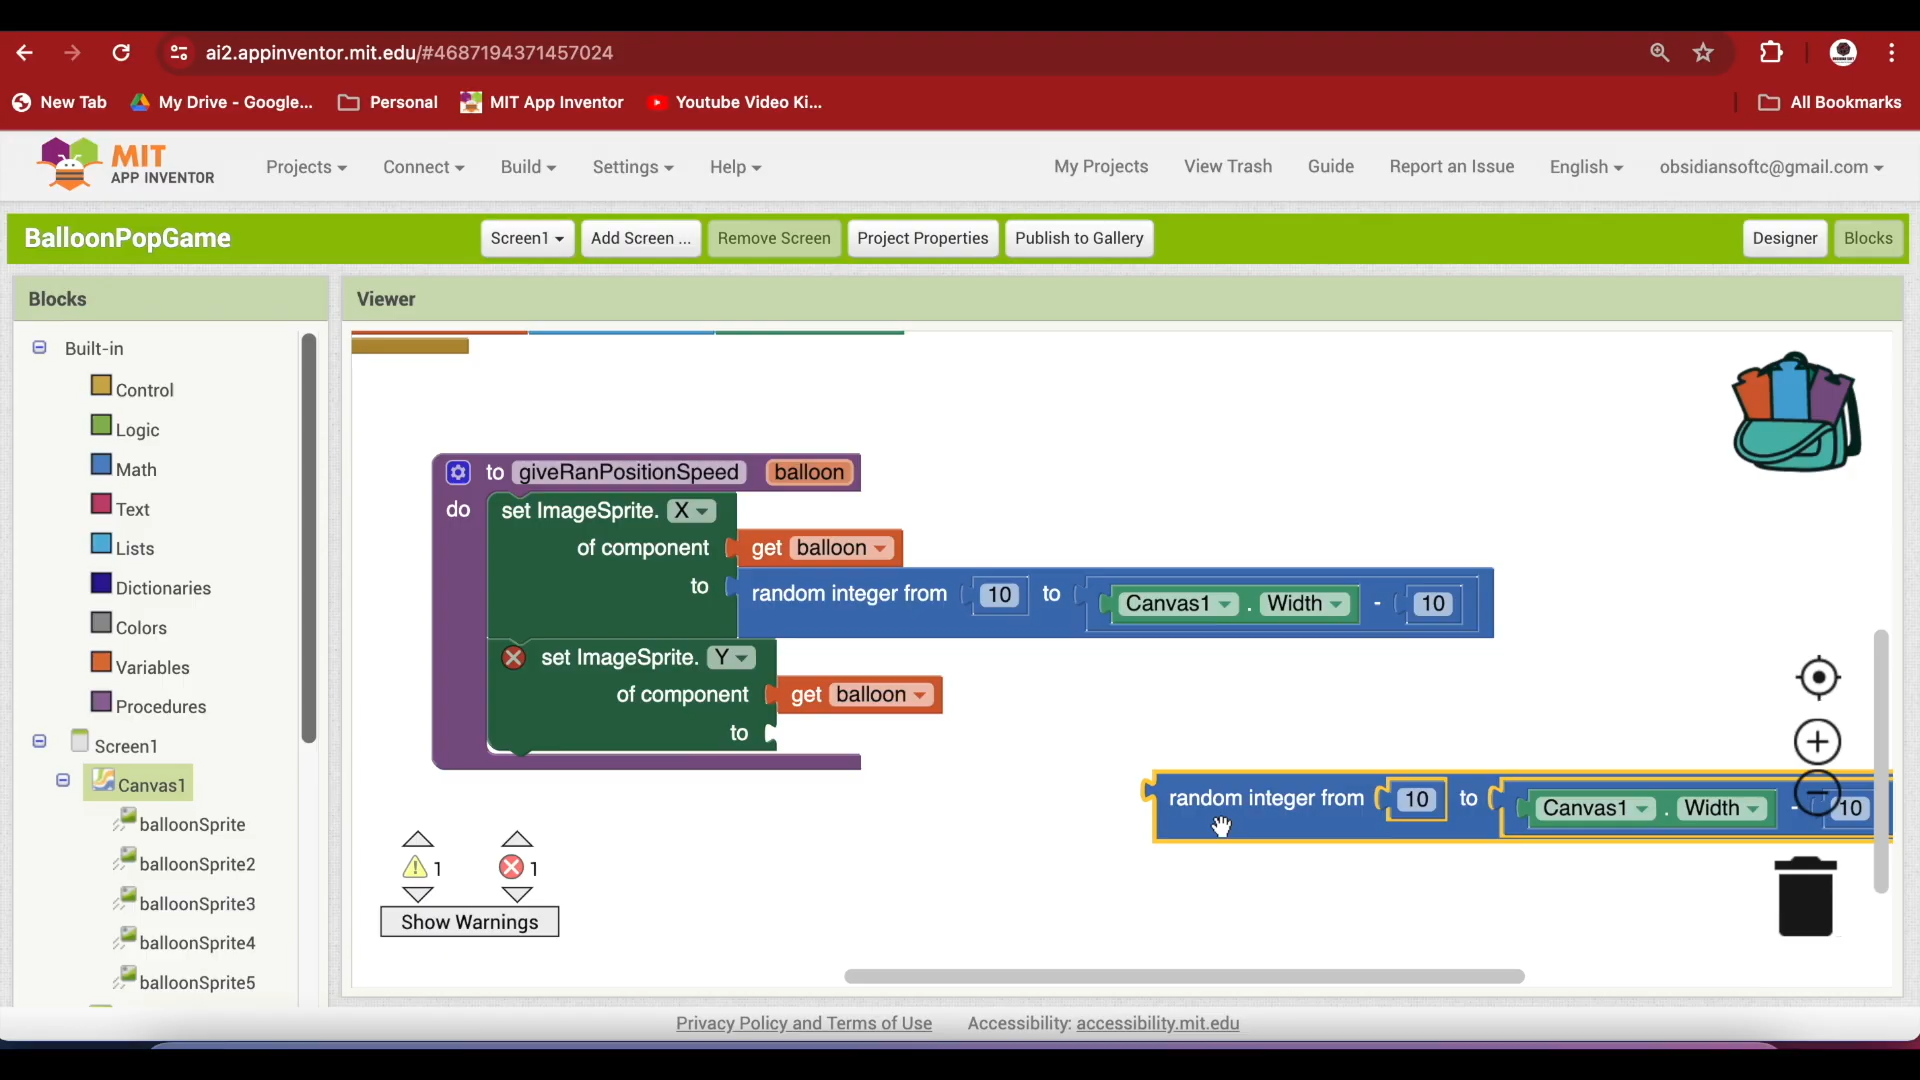 ai2.appinventor.mit.edu/#4687194371457024
New Tab My Drive - Google... Personal MIT App Inventor Youtube Video Ki... All Bookmarks
MIT
APP INVENTOR
Projects Connect Build Settings Help My Projects View Trash Guide Report an Issue English obsidiansoftc@gmail.com
BalloonPopGame Screen1 Add Screen ... Remove Screen Project Properties Publish to Gallery Designer Blocks
Blocks
Viewer
Built-in
Control
Logic
Math
Text
Lists
Dictionaries
Colors
Variables
Procedures
Screen1
Canvas1
balloonSprite
balloonSprite2
balloonSprite3
balloonSprite4
balloonSprite5
to giveRanPositionSpeed balloon
do set ImageSprite. X
of component get balloon
to random integer from 10 to Canvas1 . Width - 10
set ImageSprite. Y
of component get balloon
to
random integer from 10 to Canvas1 . Width - 10
1 1
Show Warnings
Privacy Policy and Terms of Use Accessibility: accessibility.mit.edu